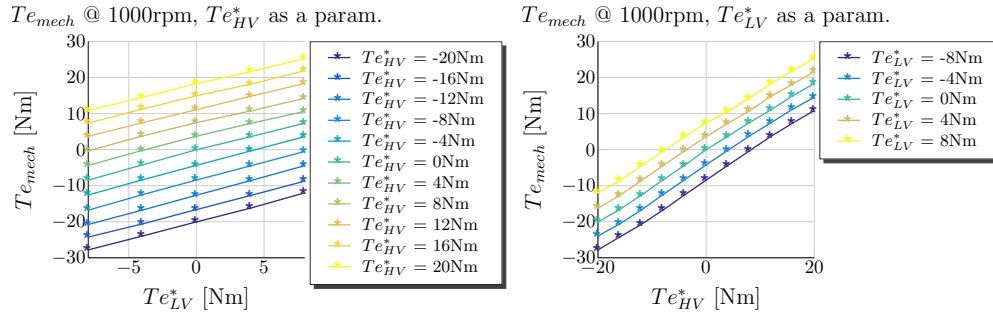 Te_mech @ 1000rpm, Te*_HV as a param.
30
20
10
0
−10
−20
−30
−5
0
5
Te_mech [Nm]
Te*_LV [Nm]
Te*_HV = -20Nm
Te*_HV = -16Nm
Te*_HV = -12Nm
Te*_HV = -8Nm
Te*_HV = -4Nm
Te*_HV = 0Nm
Te*_HV = 4Nm
Te*_HV = 8Nm
Te*_HV = 12Nm
Te*_HV = 16Nm
Te*_HV = 20Nm
Te_mech @ 1000rpm, Te*_LV as a param.
30
20
10
0
−10
−20
−30
−20
0
20
Te_mech [Nm]
Te*_HV [Nm]
Te*_LV = -8Nm
Te*_LV = -4Nm
Te*_LV = 0Nm
Te*_LV = 4Nm
Te*_LV = 8Nm